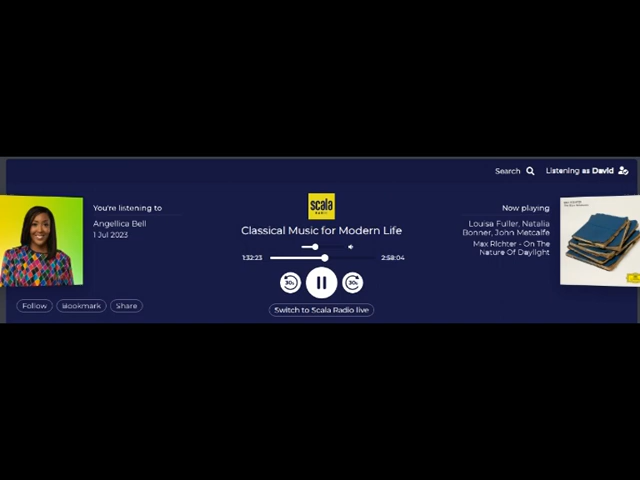 Search
Listening as David
You're listening to
Angellica Bell
1 Jul 2023
scala
RADIO
Classical Music for Modern Life
1:32:23
2:58:04
30s
30s
Switch to Scala Radio live
Follow
Bookmark
Share
Now playing
Louisa Fuller, Natalia
Bonner, John Metcalfe
Max Richter - On The
Nature Of Daylight